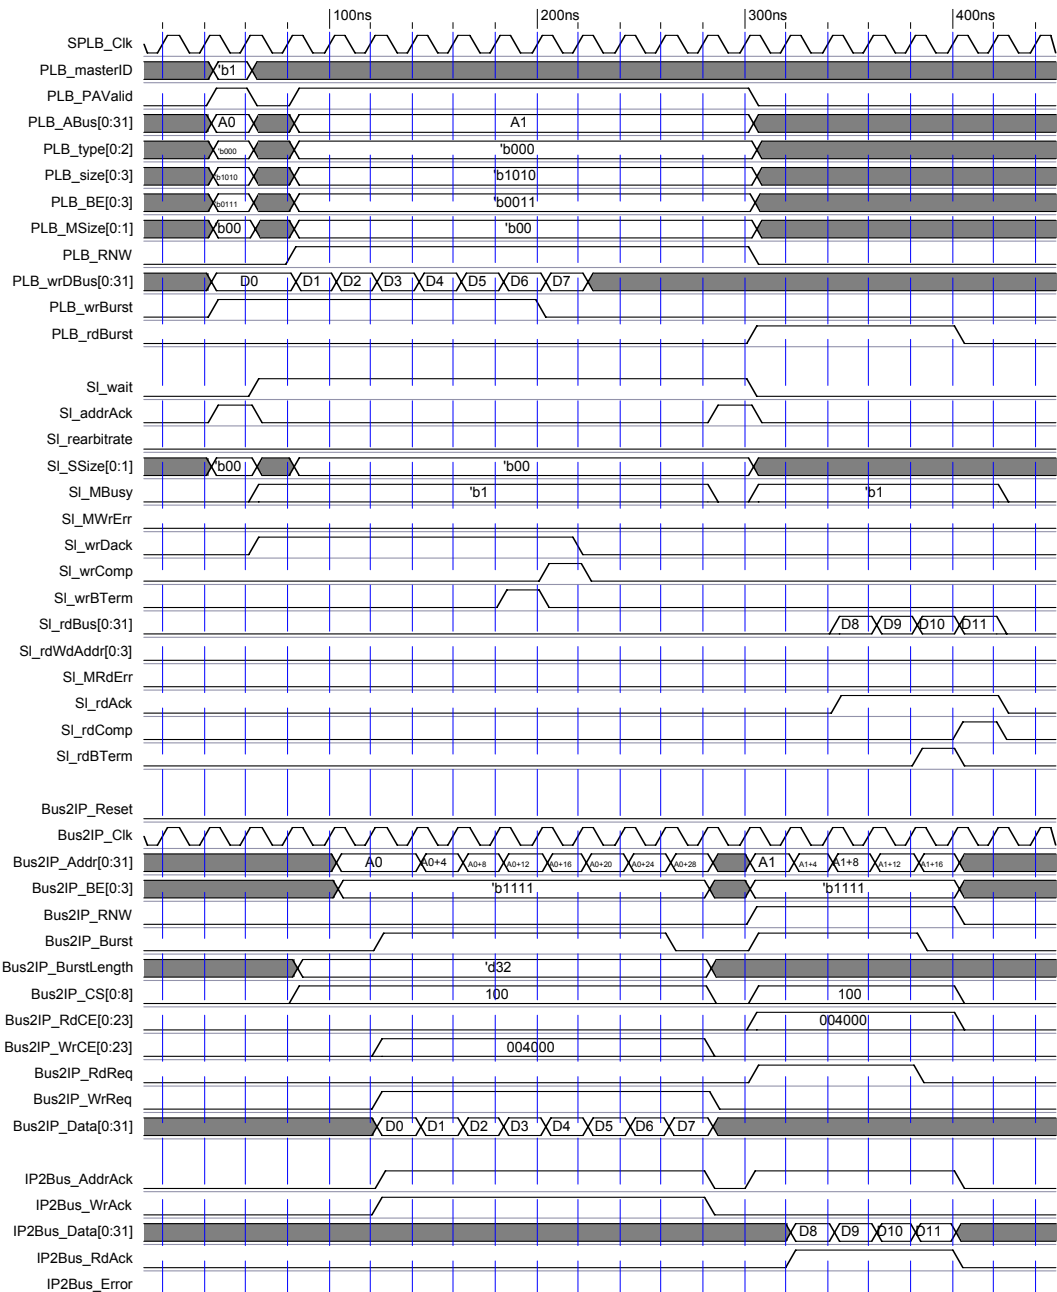 100ns 200ns 300ns 400ns
SPLB_Clk
PLB_masterID 'b1
PLB_PAValid
PLB_ABus[0:31] A0 A1
PLB_type[0:2] 'b000 'b000
PLB_size[0:3] 'b1010 'b1010
PLB_BE[0:3] 'b0111 'b0011
PLB_MSize[0:1] 'b00 'b00
PLB_RNW
PLB_wrDBus[0:31] D0 D1 D2 D3 D4 D5 D6 D7
PLB_wrBurst
PLB_rdBurst
Sl_wait
Sl_addrAck
Sl_rearbitrate
Sl_SSize[0:1] 'b00 'b00
Sl_MBusy 'b1 'b1
Sl_MWrErr
Sl_wrDack
Sl_wrComp
Sl_wrBTerm
Sl_rdBus[0:31] D8 D9 D10 D11
Sl_rdWdAddr[0:3]
Sl_MRdErr
Sl_rdAck
Sl_rdComp
Sl_rdBTerm
Bus2IP_Reset
Bus2IP_Clk
Bus2IP_Addr[0:31] A0 A0+4 A0+8 A0+12 A0+16 A0+20 A0+24 A0+28 A1 A1+4 A1+8 A1+12 A1+16
Bus2IP_BE[0:3] 'b1111 'b1111
Bus2IP_RNW
Bus2IP_Burst
Bus2IP_BurstLength 'd32
Bus2IP_CS[0:8] 100 100
Bus2IP_RdCE[0:23] 004000
Bus2IP_WrCE[0:23] 004000
Bus2IP_RdReq
Bus2IP_WrReq
Bus2IP_Data[0:31] D0 D1 D2 D3 D4 D5 D6 D7
IP2Bus_AddrAck
IP2Bus_WrAck
IP2Bus_Data[0:31] D8 D9 D10 D11
IP2Bus_RdAck
IP2Bus_Error